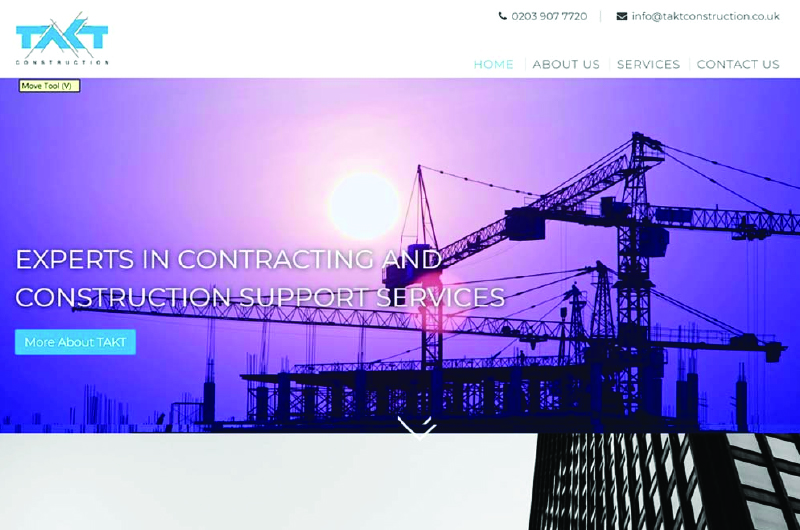 TAKT
CONSTRUCTION
0203 907 7720
info@taktconstruction.co.uk
HOME
ABOUT US
SERVICES
CONTACT US
Move Tool (V)
EXPERTS IN CONTRACTING AND
CONSTRUCTION SUPPORT SERVICES
More About TAKT